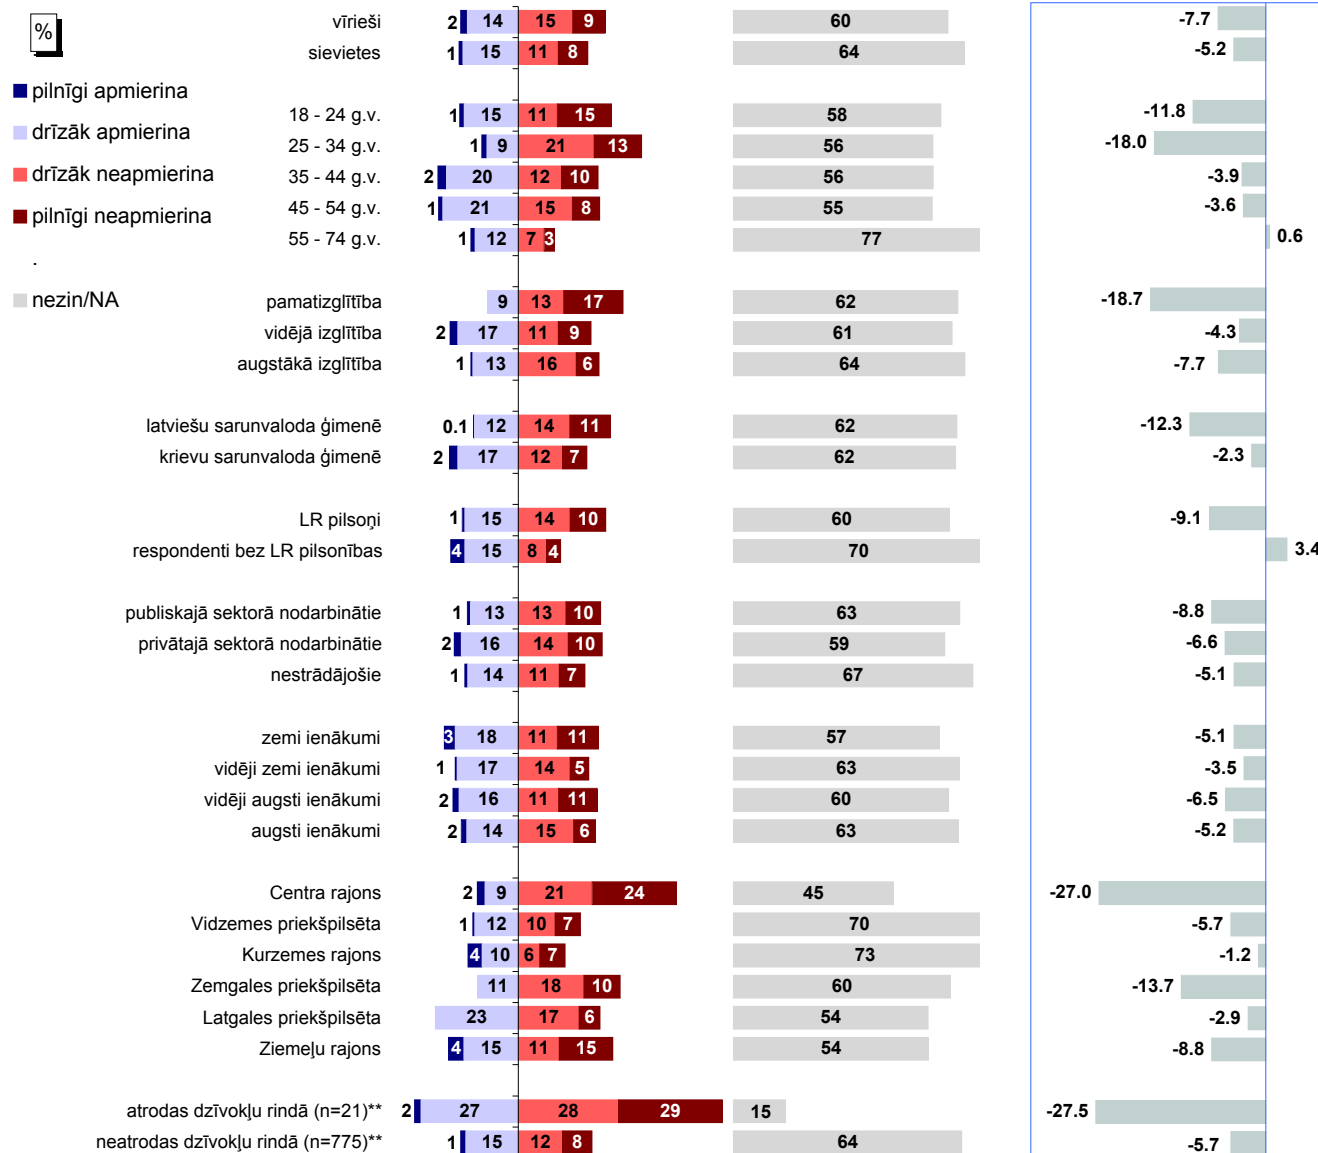 %
pilnīgi apmierina
drīzāk apmierina
drīzāk neapmierina
pilnīgi neapmierina
.
nezin/NA
vīrieši 2 14 15 9 60 -7.7
sievietes 1 15 11 8 64 -5.2
18 - 24 g.v. 1 15 11 15 58 -11.8
25 - 34 g.v. 1 9 21 13 56 -18.0
35 - 44 g.v. 2 20 12 10 56 -3.9
45 - 54 g.v. 1 21 15 8 55 -3.6
55 - 74 g.v. 1 12 7 3 77 0.6
pamatizglītība 9 13 17 62 -18.7
vidējā izglītība 2 17 11 9 61 -4.3
augstākā izglītība 1 13 16 6 64 -7.7
latviešu sarunvaloda ģimenē 0.1 12 14 11 62 -12.3
krievu sarunvaloda ģimenē 2 17 12 7 62 -2.3
LR pilsoņi 1 15 14 10 60 -9.1
respondenti bez LR pilsonības 4 15 8 4 70 3.4
publiskajā sektorā nodarbinātie 1 13 13 10 63 -8.8
privātajā sektorā nodarbinātie 2 16 14 10 59 -6.6
nestrādājošie 1 14 11 7 67 -5.1
zemi ienākumi 3 18 11 11 57 -5.1
vidēji zemi ienākumi 1 17 14 5 63 -3.5
vidēji augsti ienākumi 2 16 11 11 60 -6.5
augsti ienākumi 2 14 15 6 63 -5.2
Centra rajons 2 9 21 24 45 -27.0
Vidzemes priekšpilsēta 1 12 10 7 70 -5.7
Kurzemes rajons 4 10 6 7 73 -1.2
Zemgales priekšpilsēta 11 18 10 60 -13.7
Latgales priekšpilsēta 23 17 6 54 -2.9
Ziemeļu rajons 4 15 11 15 54 -8.8
atrodas dzīvokļu rindā (n=21)** 2 27 28 29 15 -27.5
neatrodas dzīvokļu rindā (n=775)** 1 15 12 8 64 -5.7